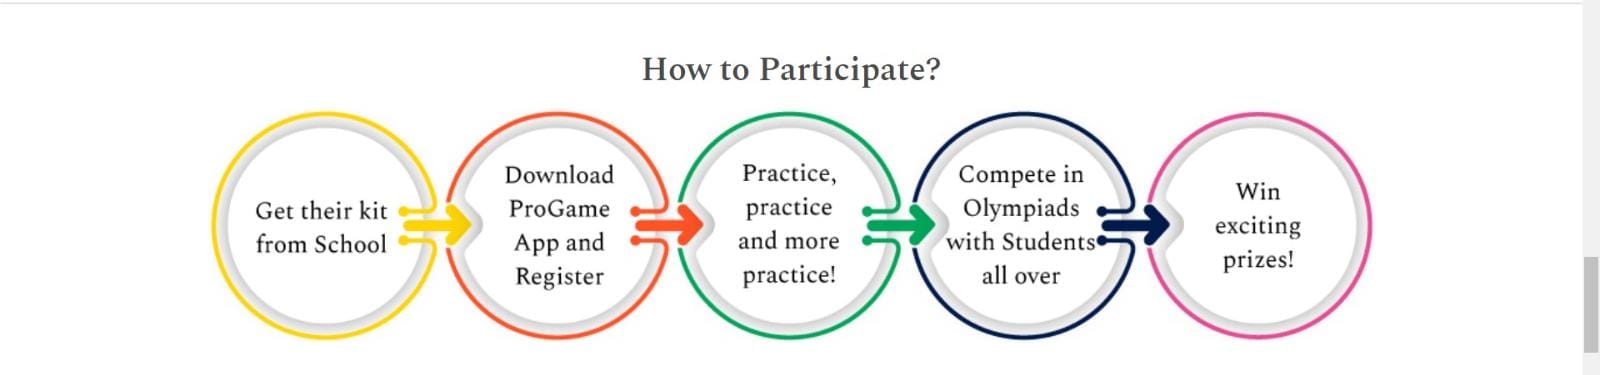 How to Participate?
Get their kit
from School
Download
ProGame
App and
Register
Practice,
practice
and more
practice!
Compete in
Olympiads
with Students
all over
Win
exciting
prizes!